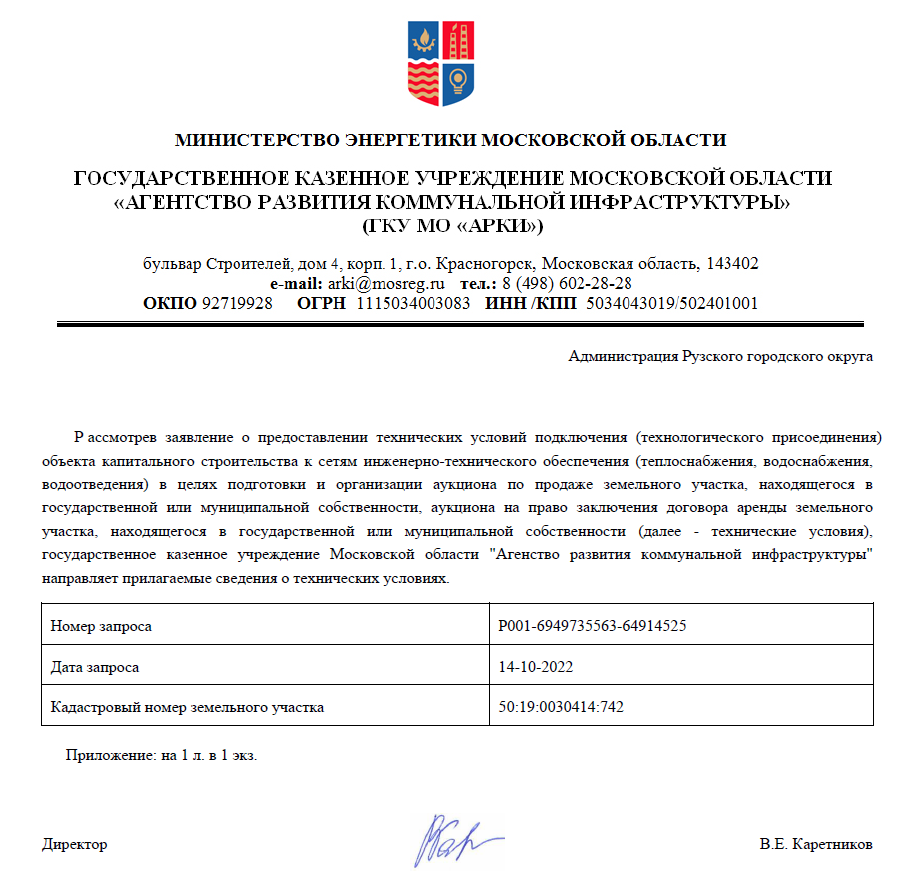 МИНИСТЕРСТВО ЭНЕРГЕТИКИ МОСКОВСКОЙ ОБЛАСТИ
ГОСУДАРСТВЕННОЕ КАЗЕННОЕ УЧРЕЖДЕНИЕ МОСКОВСКОЙ ОБЛАСТИ
«АГЕНТСТВО РАЗВИТИЯ КОММУНАЛЬНОЙ ИНФРАСТРУКТУРЫ»
(ГКУ МО «АРКИ»)
бульвар Строителей, дом 4, корп. 1, г.о. Красногорск, Московская область, 143402
e-mail: arki@mosreg.ru тел.: 8 (498) 602-28-28
ОКПО 92719928 ОГРН 1115034003083 ИНН /КПП 5034043019/502401001
Администрация Рузского городского округа
Р ассмотрев заявление о предоставлении технических условий подключения (технологического присоединения)
объекта капитального строительства к сетям инженерно-технического обеспечения (теплоснабжения, водоснабжения,
водоотведения) в целях подготовки и организации аукциона по продаже земельного участка, находящегося в
государственной или муниципальной собственности, аукциона на право заключения договора аренды земельного
участка, находящегося в государственной или муниципальной собственности (далее - технические условия),
государственное казенное учреждение Московской области "Агенство развития коммунальной инфраструктуры"
направляет прилагаемые сведения о технических условиях.
Номер запроса P001-6949735563-64914525
Дата запроса 14-10-2022
Кадастровый номер земельного участка 50:19:0030414:742
Приложение: на 1 л. в 1 экз.
Директор В.Е. Каретников